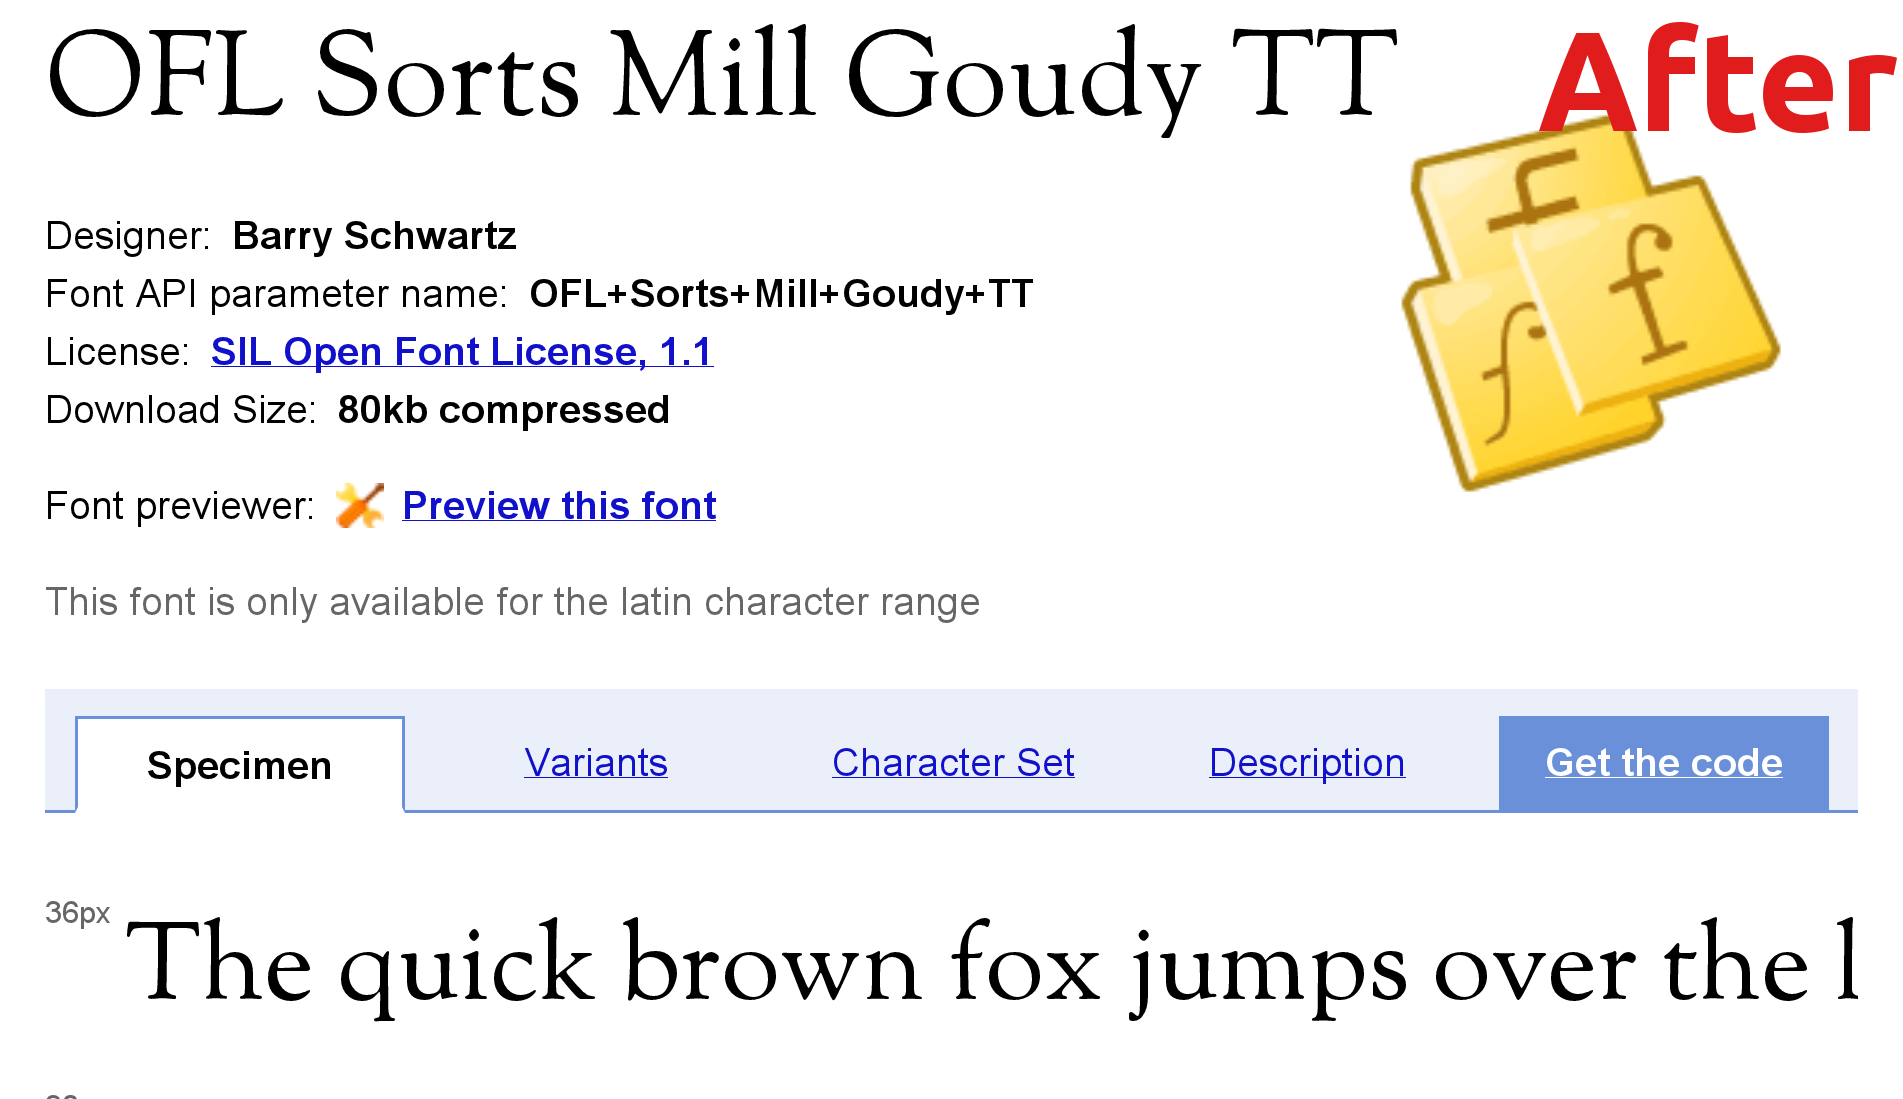 OFL Sorts Mill Goudy TT
After
f
f
f
Designer: Barry Schwartz
Font API parameter name: OFL+Sorts+Mill+Goudy+TT
License: SIL Open Font License, 1.1
Download Size: 80kb compressed
Font previewer: Preview this font
This font is only available for the latin character range
Specimen Variants Character Set Description Get the code
36px The quick brown fox jumps over the l